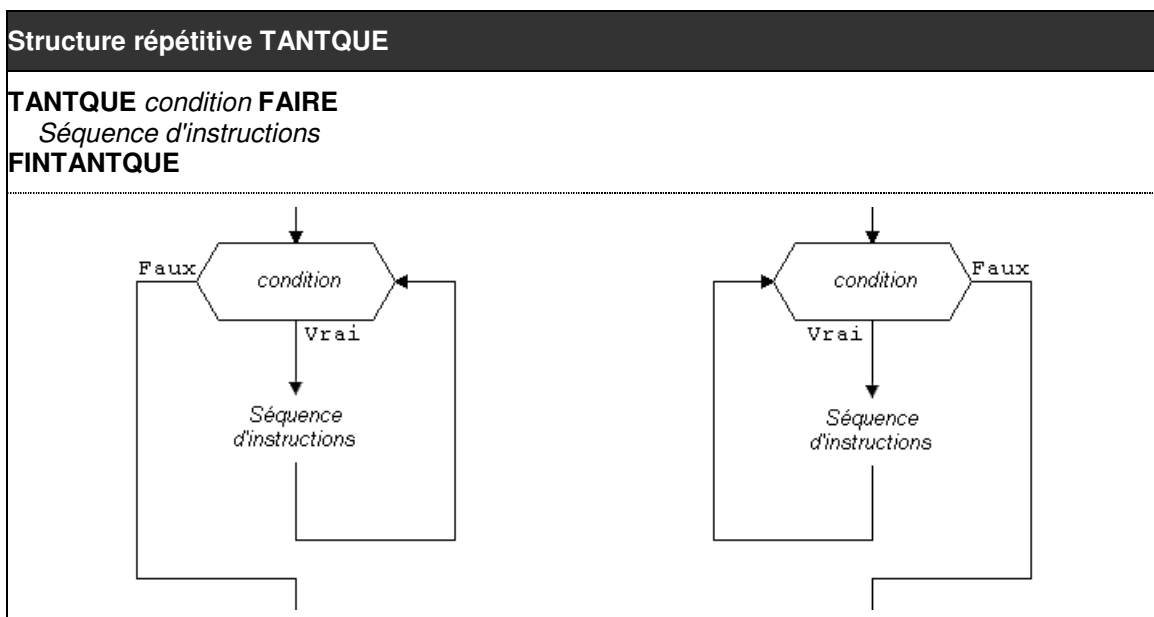 Structure répétitive TANTQUE
TANTQUE condition FAIRE
Séquence d'instructions
FINTANTQUE
Faux
condition
Vrai
Séquence
d'instructions
condition
Faux
Vrai
Séquence
d'instructions